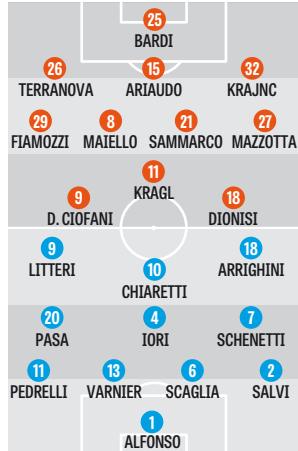 25
BARDI
26 15 32
TERRANOVA ARIAUDO KRAJNC
29 8 21 27
FIAMOZZI MAIELLO SAMMARCO MAZZOTTA
11
KRAGL
9 18
D. CIOFANI DIONISI
9 18
LITTERI ARRIGHINI
10
CHIARETTI
20 4 7
PASA IORI SCHENETTI
11 13 6 2
PEDRELLI VARNIER SCAGLIA SALVI
1
ALFONSO